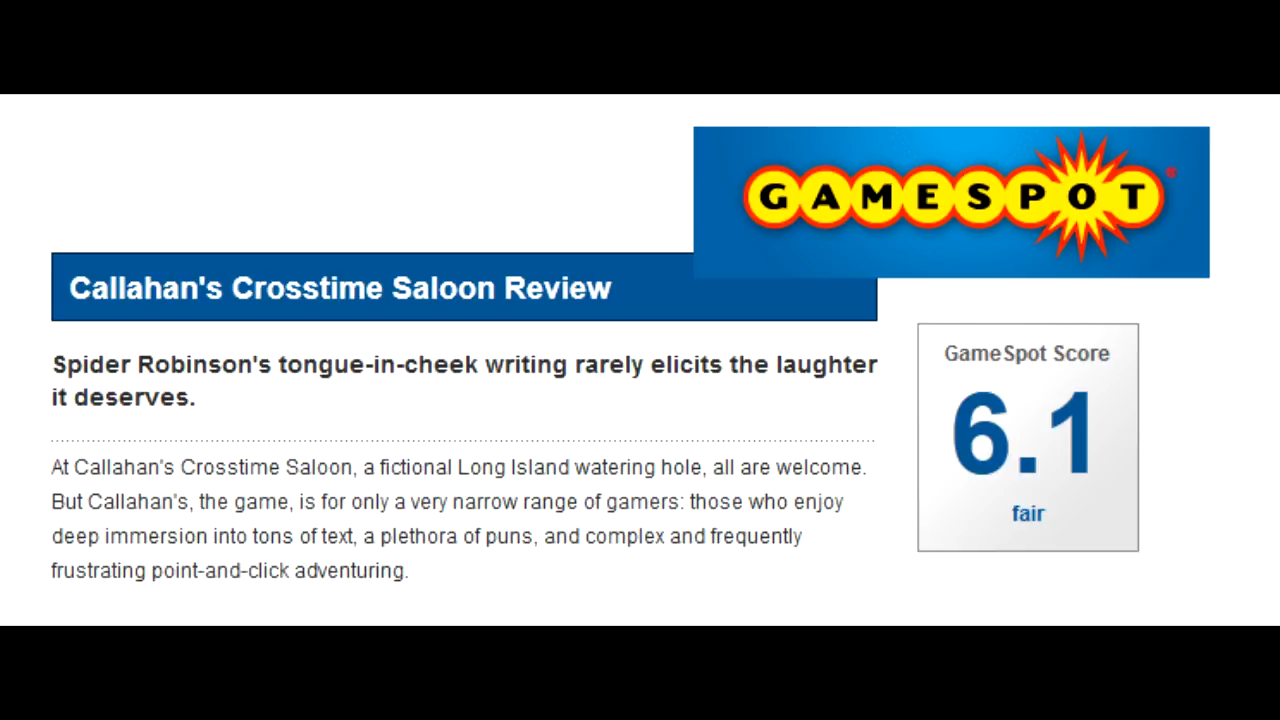 GAMESPOT
Callahan's Crosstime Saloon Review
Spider Robinson's tongue-in-cheek writing rarely elicits the laughter
it deserves.
At Callahan's Crosstime Saloon, a fictional Long Island watering hole, all are welcome.
But Callahan's, the game, is for only a very narrow range of gamers: those who enjoy
deep immersion into tons of text, a plethora of puns, and complex and frequently
frustrating point-and-click adventuring.
GameSpot Score
6.1
fair